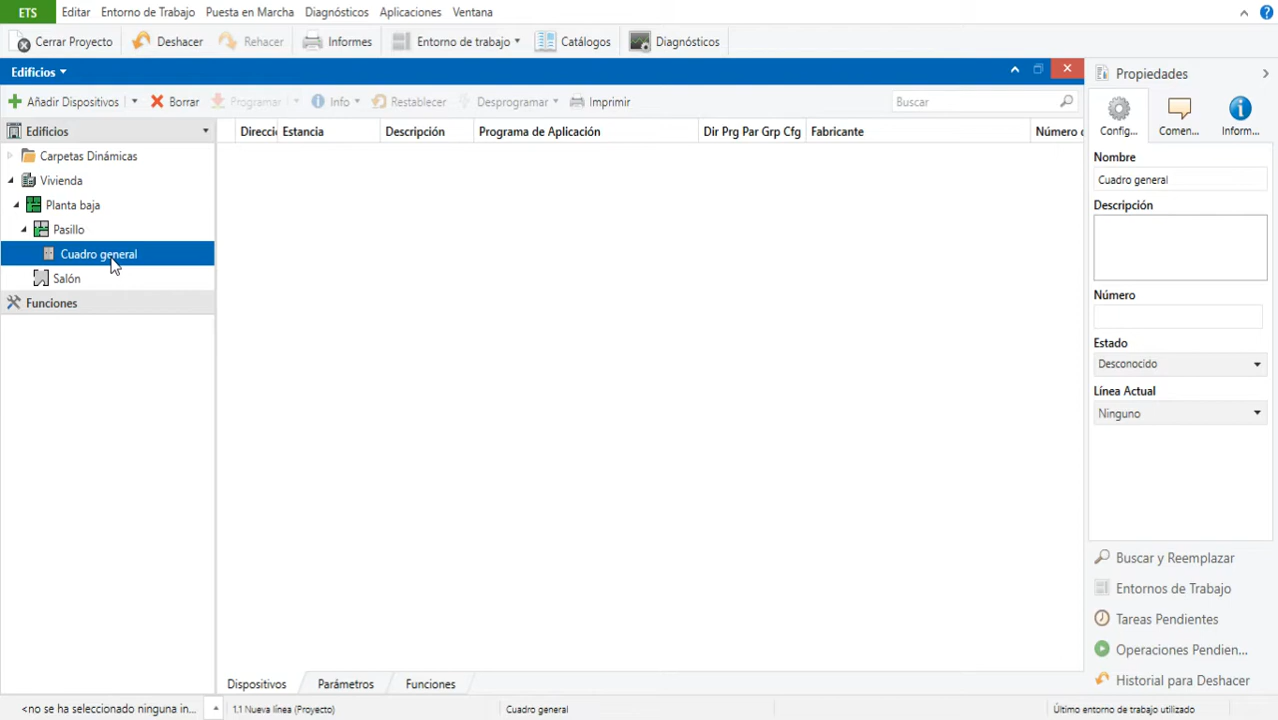 ETS Editar Entorno de Trabajo Puesta en Marcha Diagnósticos Aplicaciones Ventana
Cerrar Proyecto Deshacer Rehacer Informes Entorno de trabajo Catálogos Diagnósticos
Edificios
Añadir Dispositivos Borrar Programar Info Restablecer Desprogramar Imprimir Buscar
Edificios
Direcci Estancia Descripción Programa de Aplicación Dir Prg Par Grp Cfg Fabricante Número
Carpetas Dinámicas
Vivienda
Planta baja
Pasillo
Cuadro general
Salón
Funciones
Propiedades
Config... Comen... Inform...
Nombre
Cuadro general
Descripción
Número
Estado
Desconocido
Línea Actual
Ninguno
Buscar y Reemplazar
Entornos de Trabajo
Tareas Pendientes
Operaciones Pendien...
Historial para Deshacer
Dispositivos Parámetros Funciones
<no se ha seleccionado ninguna in... 1.1 Nueva línea (Proyecto) Cuadro general Último entorno de trabajo utilizado